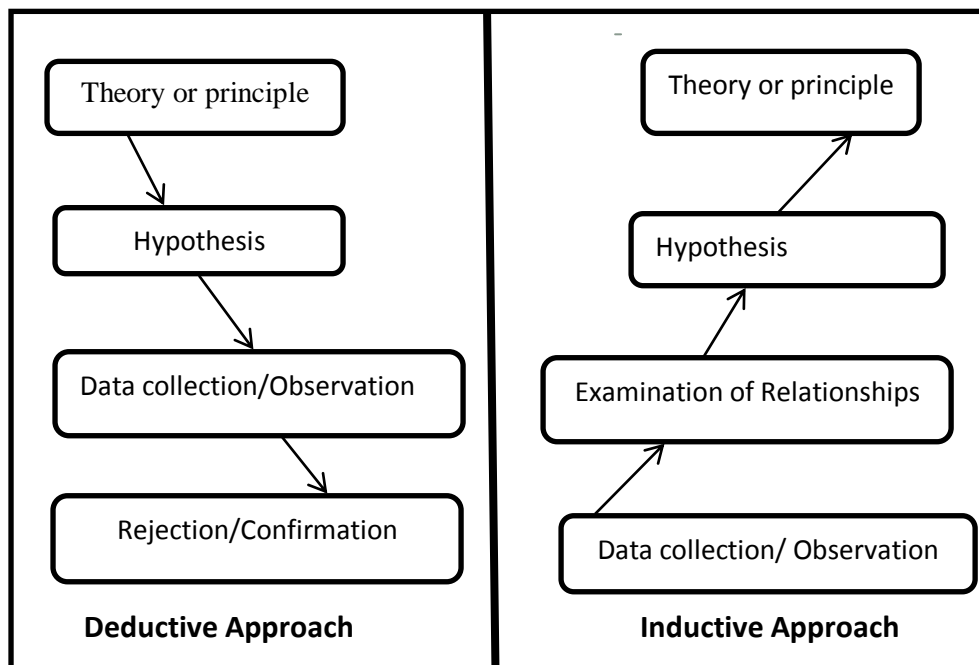 Theory or principle
Hypothesis
Data collection/Observation
Rejection/Confirmation
Deductive Approach
Theory or principle
Hypothesis
Examination of Relationships
Data collection/ Observation
Inductive Approach